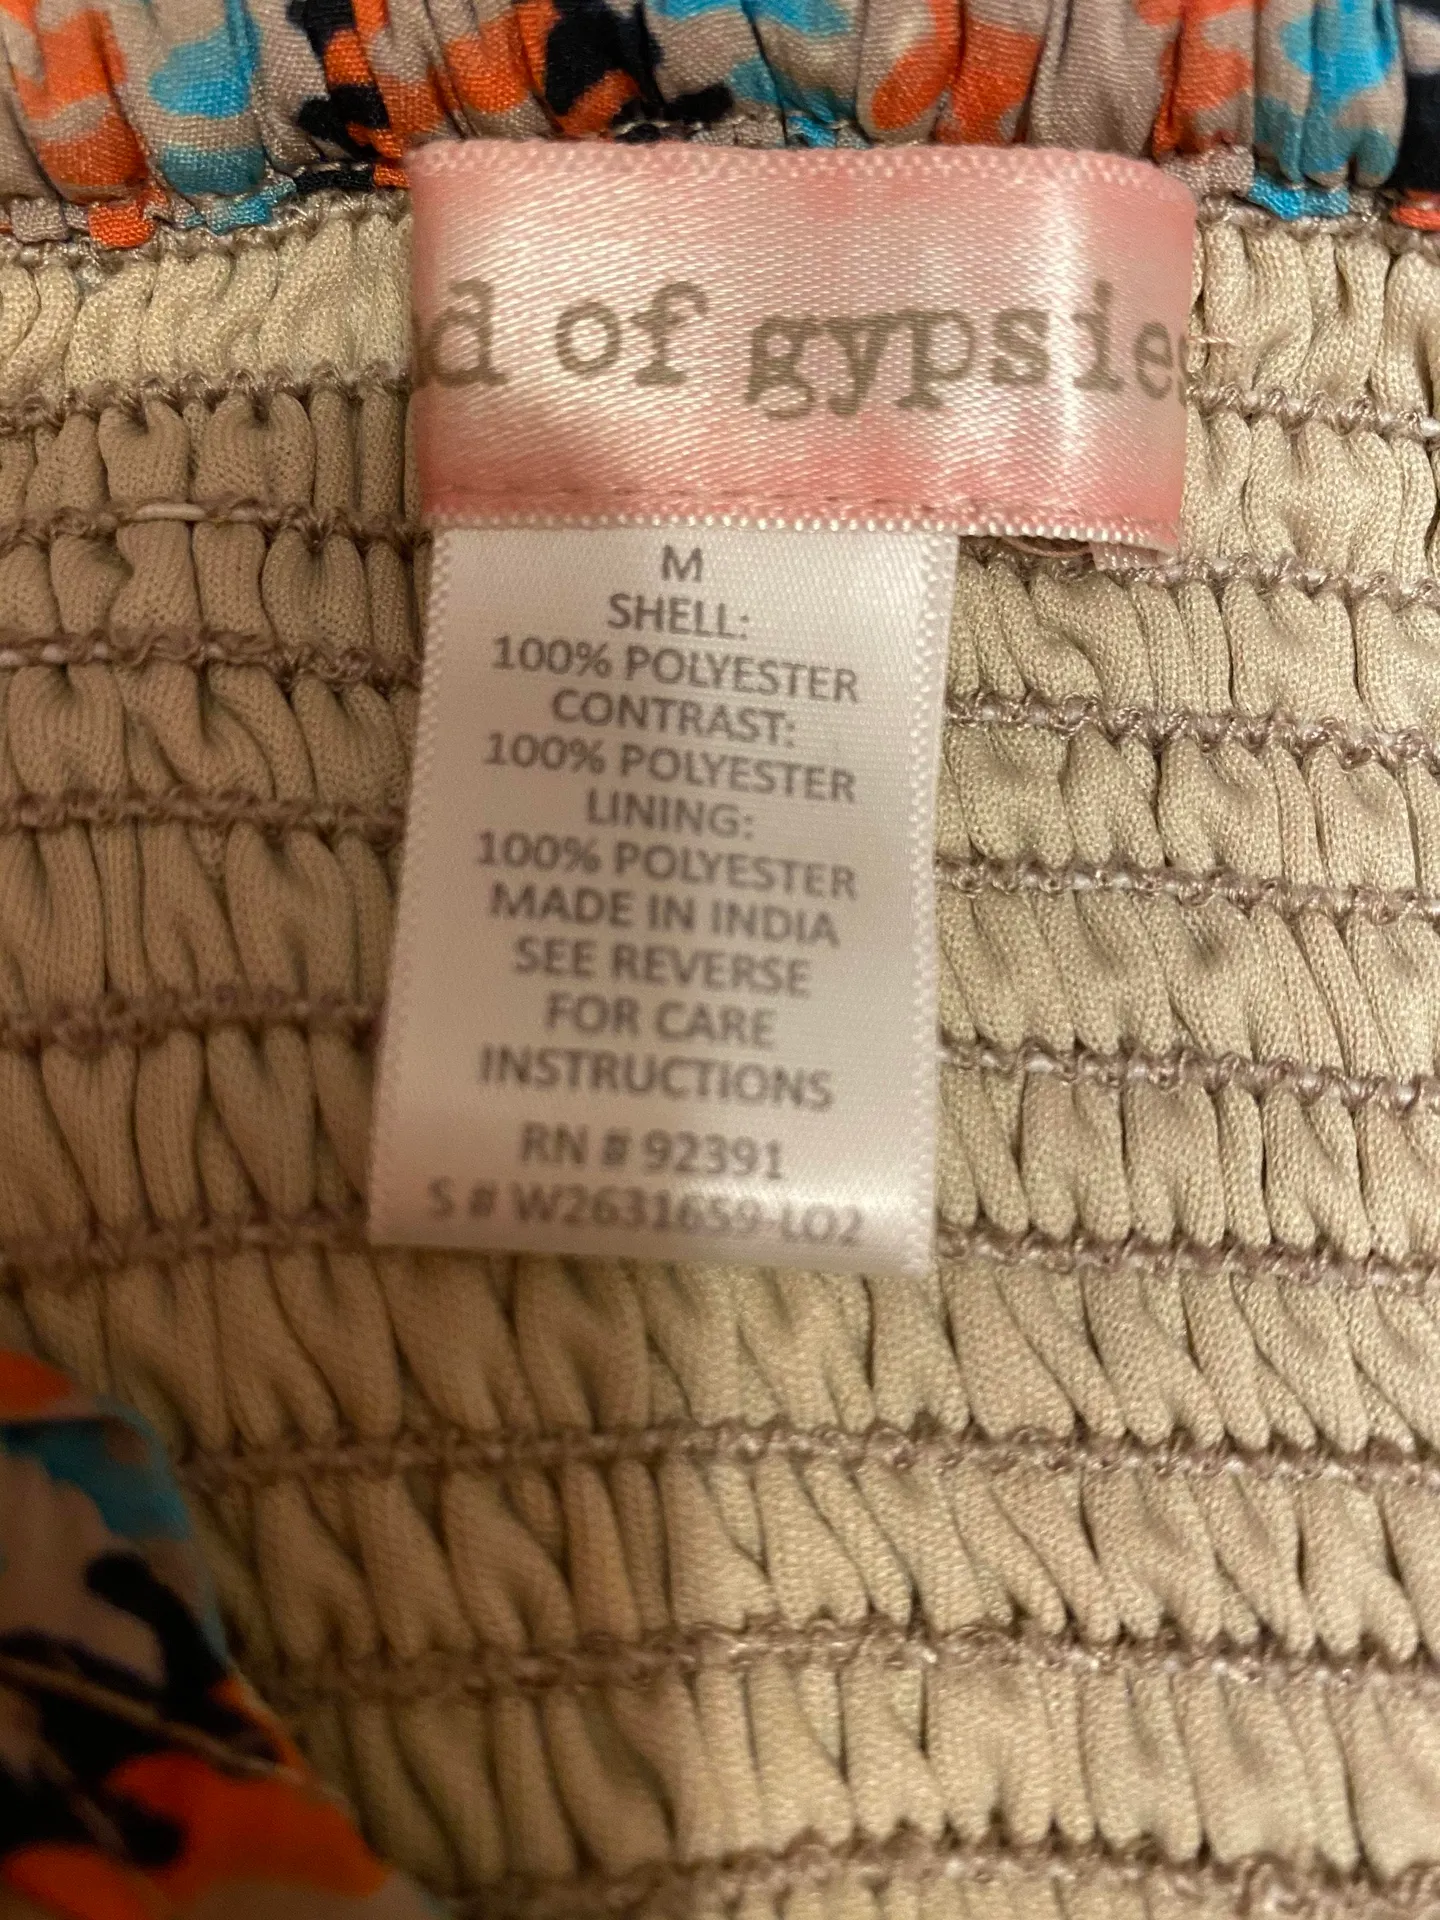 d of gypsies
M
SHELL:
100% POLYESTER
CONTRAST:
100% POLYESTER
LINING:
100% POLYESTER
MADE IN INDIA
SEE REVERSE
FOR CARE
INSTRUCTIONS
RN # 92391
S # W2631659-LO2